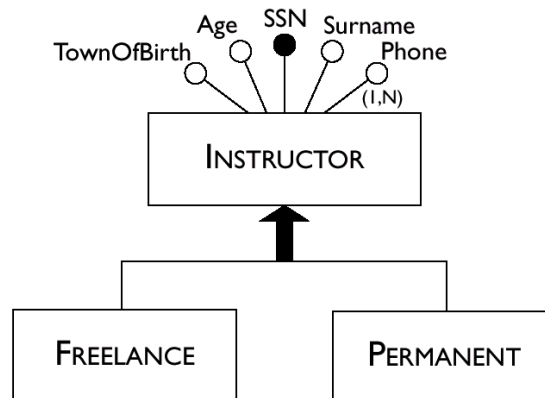 SSN
Age
Surname
TownOfBirth
Phone
(1,N)
INSTRUCTOR
FREELANCE
PERMANENT